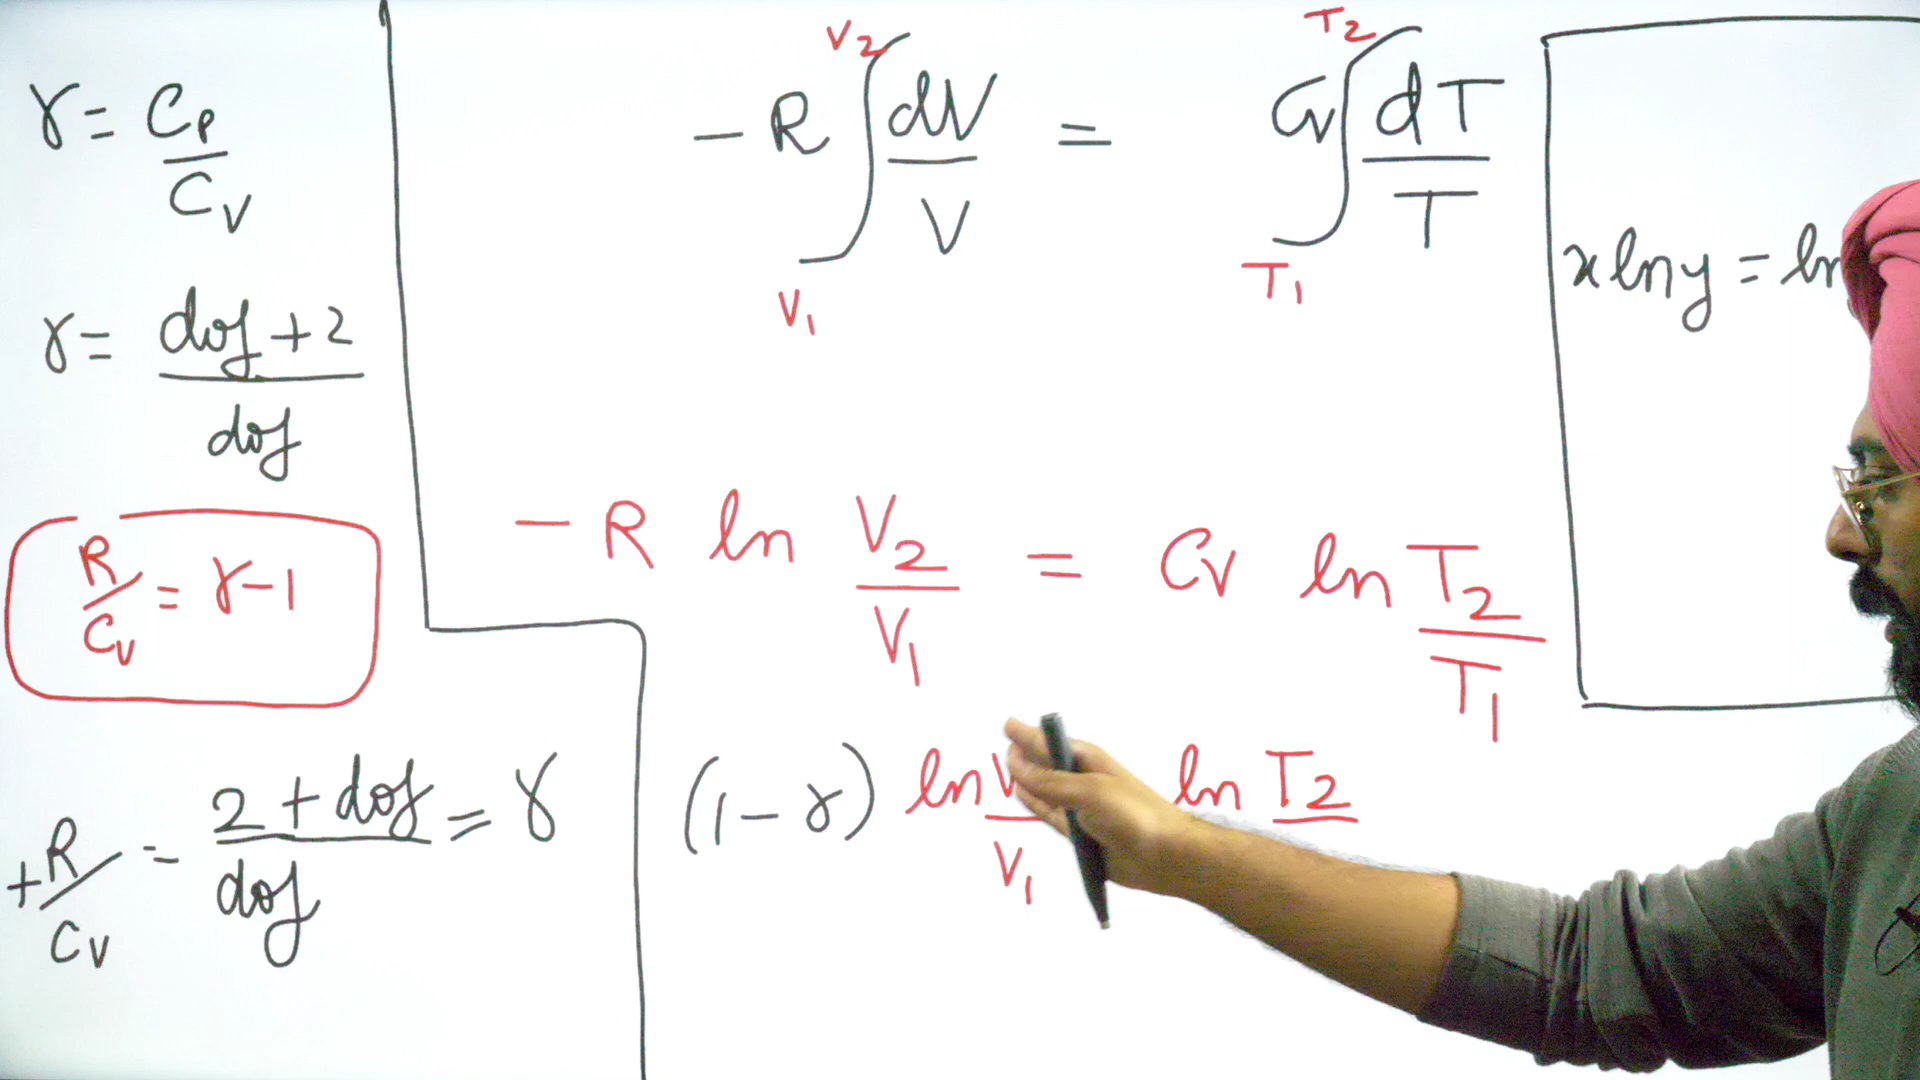 γ = Cp / Cv
γ = dof + 2 / dof
R / Cv = γ - 1
+ R / Cv = 2 + dof / dof = γ
- R ∫ V1 V2 dV / V = Cv ∫ T1 T2 dT / T
- R ln V2 / V1 = Cv ln T2 / T1
(1 - γ) ln V / V1 ln T2
x ln y = ln